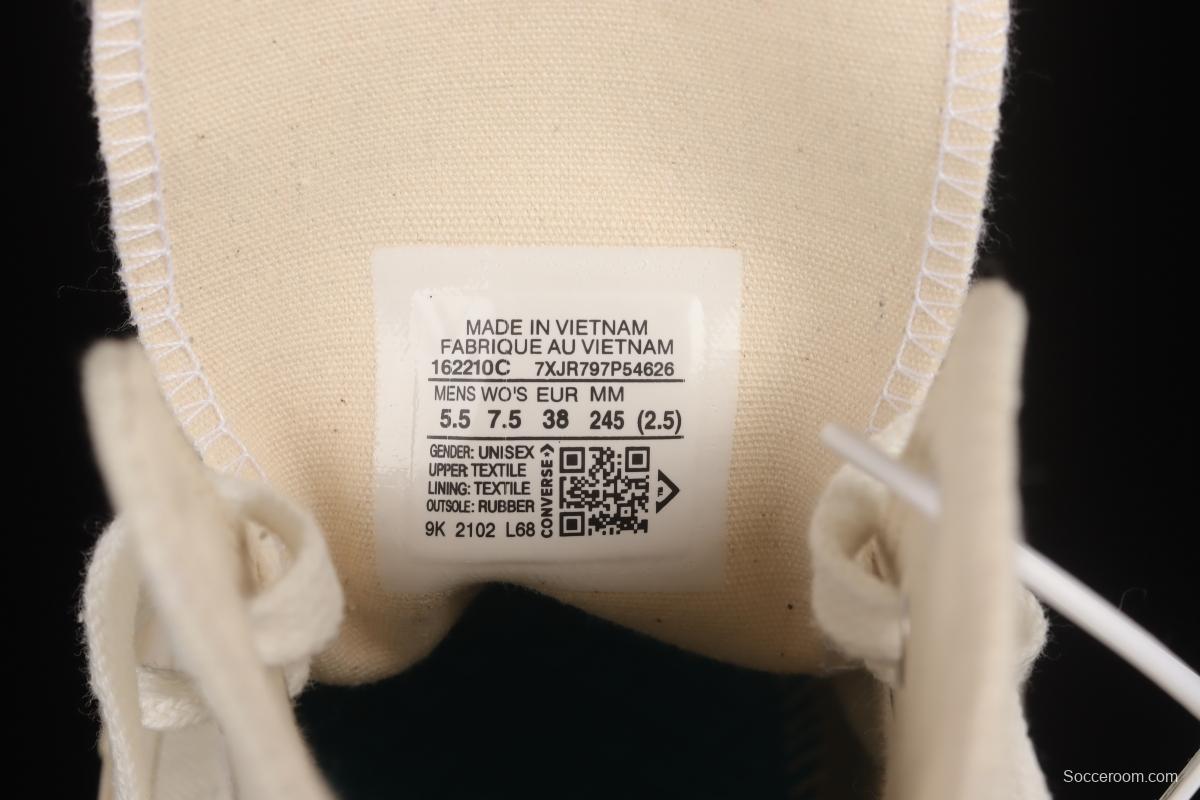 MADE IN VIETNAM
FABRIQUE AU VIETNAM
162210C 7XJR797P54626
MENS WO'S EUR MM
5.5 7.5 38 245 (2.5)
GENDER: UNISEX
UPPER: TEXTILE
LINING: TEXTILE
OUTSOLE: RUBBER
9K 2102 L68
CONVERSE
Socceroom.com